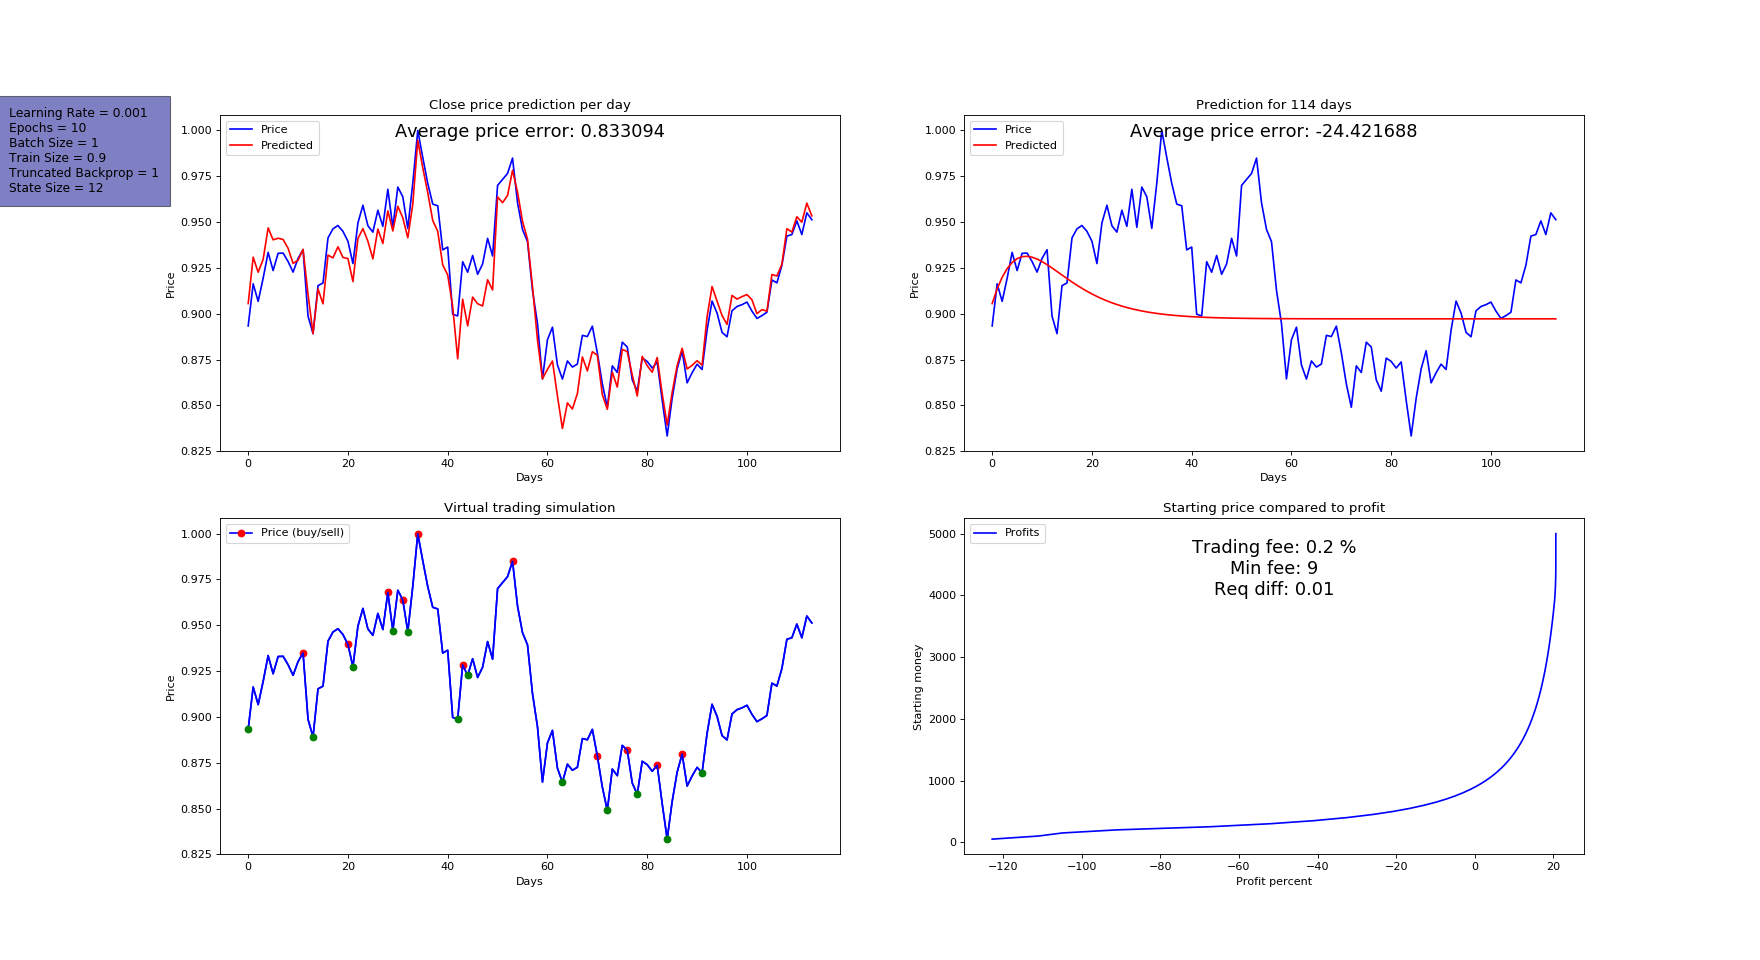 Learning Rate = 0.001
Epochs = 10
Batch Size = 1
Train Size = 0.9
Truncated Backprop = 1
State Size = 12
Close price prediction per day
Average price error: 0.833094
Price
Predicted
1.000
0.975
0.950
0.925
0.900
0.875
0.850
0.825
Price
0 20 40 60 80 100
Days
Prediction for 114 days
Average price error: -24.421688
Price
Predicted
1.000
0.975
0.950
0.925
0.900
0.875
0.850
0.825
Price
0 20 40 60 80 100
Days
Virtual trading simulation
Price (buy/sell)
1.000
0.975
0.950
0.925
0.900
0.875
0.850
0.825
Price
0 20 40 60 80 100
Days
Starting price compared to profit
Profits
Trading fee: 0.2 %
Min fee: 9
Req diff: 0.01
5000
4000
3000
2000
1000
0
Starting money
−120 −100 −80 −60 −40 −20 0 20
Profit percent